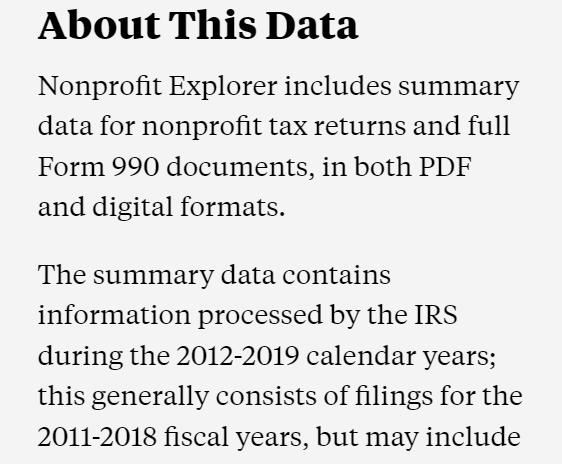 About This Data
Nonprofit Explorer includes summary
data for nonprofit tax returns and full
Form 990 documents, in both PDF
and digital formats.
The summary data contains
information processed by the IRS
during the 2012-2019 calendar years;
this generally consists of filings for the
2011-2018 fiscal years, but may include